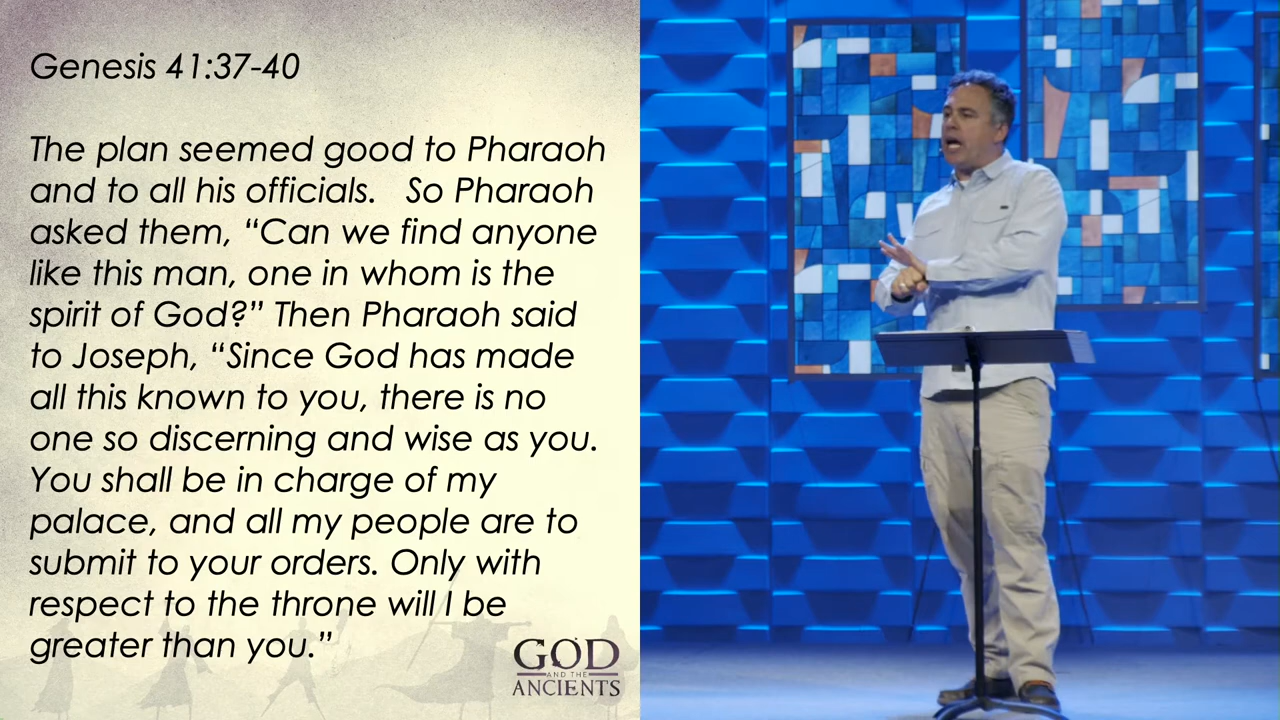 Genesis 41:37-40
The plan seemed good to Pharaoh
and to all his officials.   So Pharaoh
asked them, “Can we find anyone
like this man, one in whom is the
spirit of God?” Then Pharaoh said
to Joseph, “Since God has made
all this known to you, there is no
one so discerning and wise as you.
You shall be in charge of my
palace, and all my people are to
submit to your orders. Only with
respect to the throne will I be
greater than you.”
GOD
AND THE
ANCIENTS